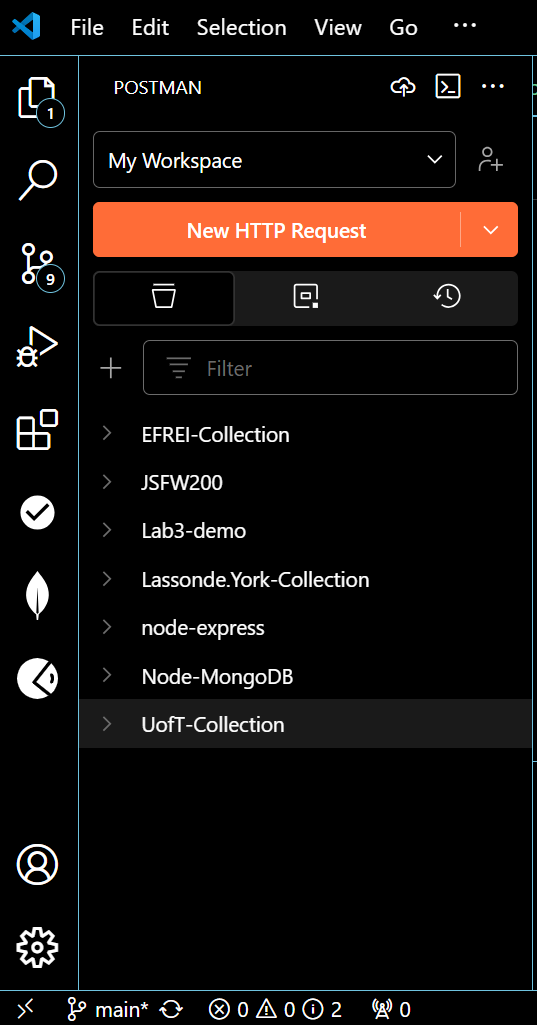 File Edit Selection View Go ...
POSTMAN
1
My Workspace
New HTTP Request
9
Filter
EFREI-Collection
JSFW200
Lab3-demo
Lassonde.York-Collection
node-express
Node-MongoDB
UofT-Collection
main* 0 0 2 0